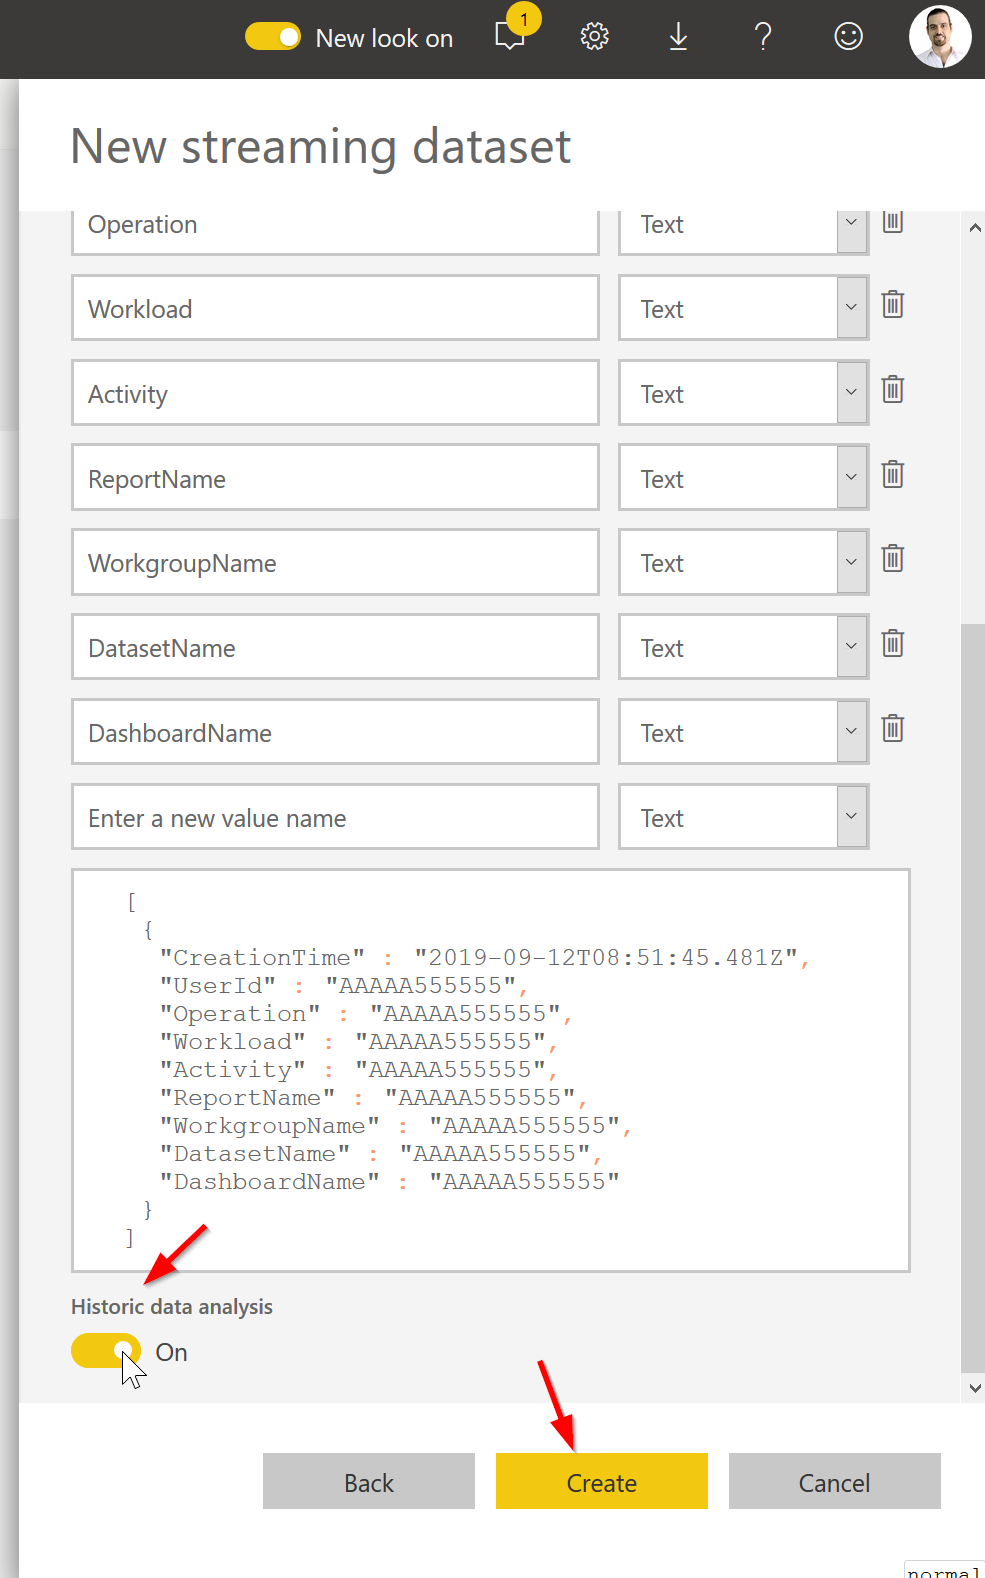 New look on
1
New streaming dataset
Operation Text
Workload Text
Activity Text
ReportName Text
WorkgroupName Text
DatasetName Text
DashboardName Text
Enter a new value name Text
[
{
"CreationTime" : "2019-09-12T08:51:45.481Z",
"UserId" : "AAAAA555555",
"Operation" : "AAAAA555555",
"Workload" : "AAAAA555555",
"Activity" : "AAAAA555555",
"ReportName" : "AAAAA555555",
"WorkgroupName" : "AAAAA555555",
"DatasetName" : "AAAAA555555",
"DashboardName" : "AAAAA555555"
}
]
Historic data analysis
On
Back Create Cancel
normal